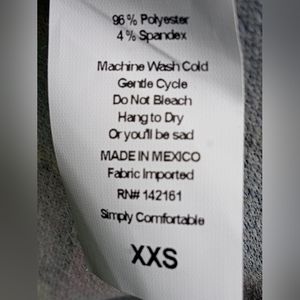 96% Polyester
4% Spandex
Machine Wash Cold
Gentle Cycle
Do Not Bleach
Hang to Dry
Or you'll be sad
MADE IN MEXICO
Fabric Imported
RN# 142161
Simply Comfortable
XXS